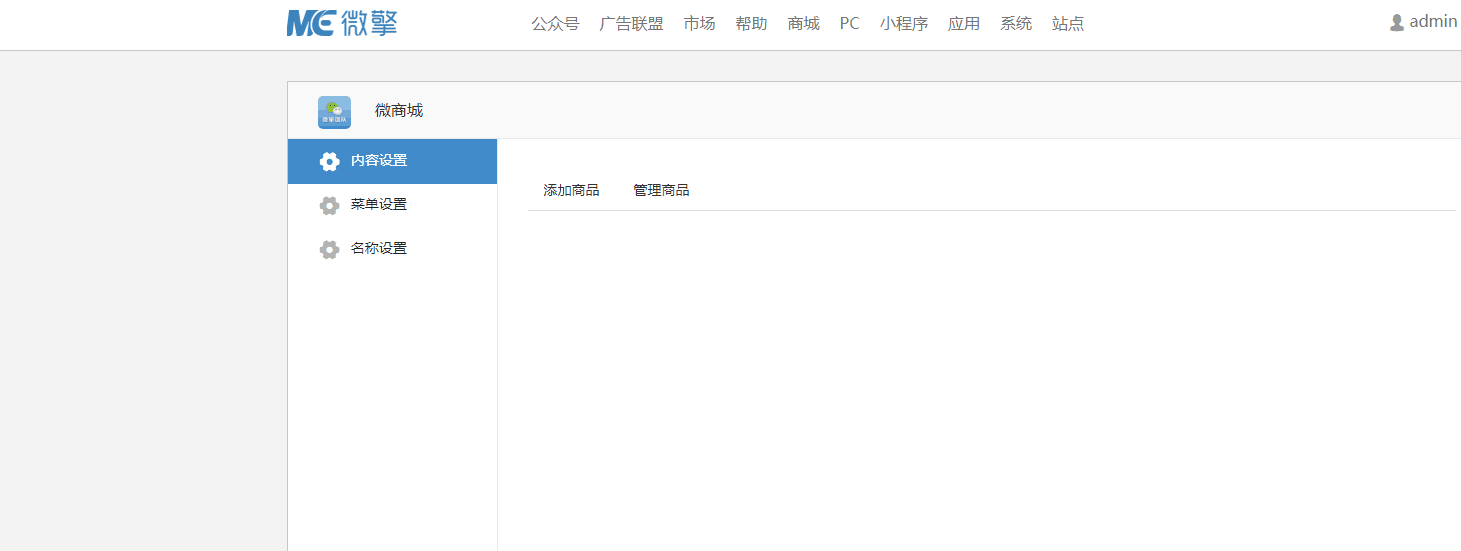 微擎 公众号 广告联盟 市场 帮助 商城 PC 小程序 应用 系统 站点 admin
微商城
内容设置
菜单设置
名称设置
添加商品 管理商品